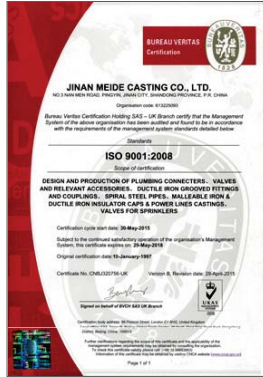 BUREAU VERITAS
Certification
BUREAU VERITAS
1828
JINAN MEIDE CASTING CO., LTD.
NO.3 NAN MEN ROAD, PINGYIN, JINAN CITY, SHANDONG PROVINCE, P.R. CHINA
Organisation code: 613225093
Bureau Veritas Certification Holding SAS – UK Branch certify that the Management
System of the above organisation has been audited and found to be in accordance
with the requirements of the management system standards detailed below
Standards
ISO 9001:2008
Scope of certification
DESIGN AND PRODUCTION OF PLUMBING CONNECTERS、VALVES
AND RELEVANT ACCESSORIES、DUCTILE IRON GROOVED FITTINGS
AND COUPLINGS、SPIRAL STEEL PIPES、MALLEABLE IRON &
DUCTILE IRON INSULATOR CAPS & POWER LINES CASTINGS、
VALVES FOR SPRINKLERS
Certification cycle start date: 30-May-2015
Subject to the continued satisfactory operation of the organisation's Management
System, this certificate expires on: 29-May-2018
Original certification date: 15-January-1997
Certificate No. CNBJ320756-UK Version B, Revision date: 29-April-2015
Signed on behalf of BVCH SAS UK Branch
UKAS
Page 1 of 1